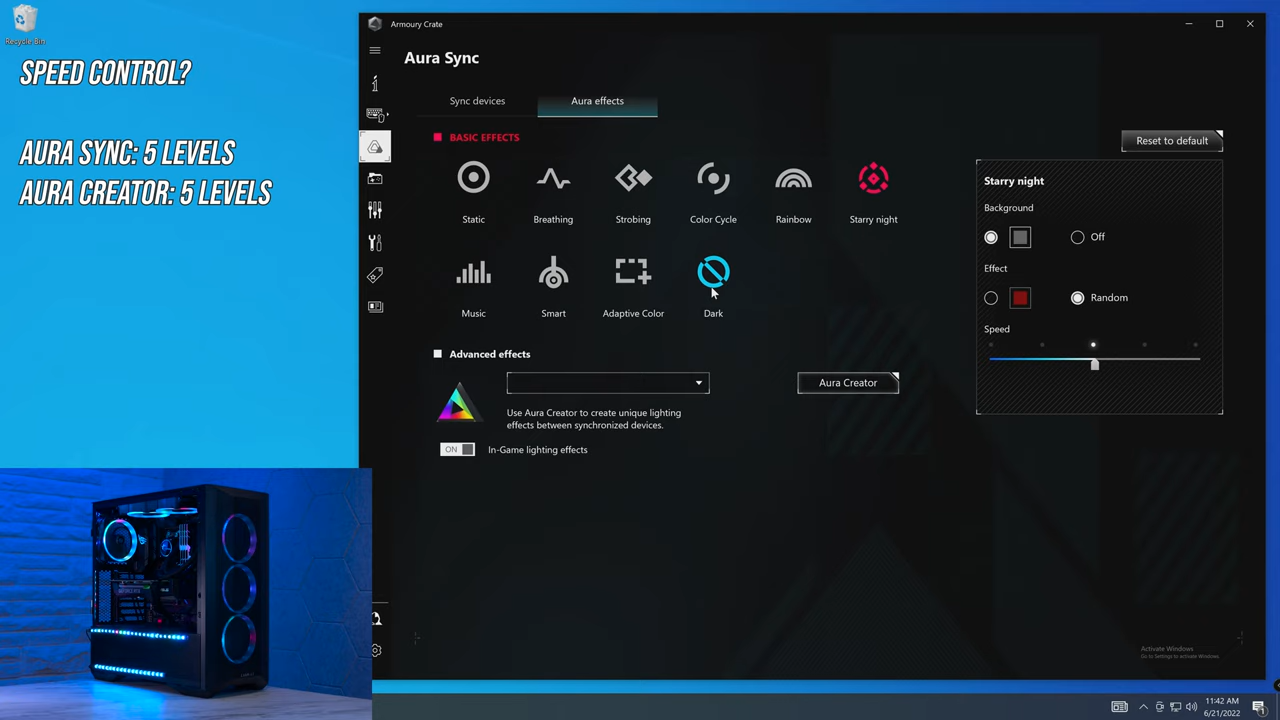 Recycle Bin
SPEED CONTROL?
AURA SYNC: 5 LEVELS
AURA CREATOR: 5 LEVELS
Armoury Crate
Aura Sync
Sync devices
Aura effects
BASIC EFFECTS
Reset to default
Static
Breathing
Strobing
Color Cycle
Rainbow
Starry night
Music
Smart
Adaptive Color
Dark
Starry night
Background
Off
Effect
Random
Speed
Advanced effects
Aura Creator
Use Aura Creator to create unique lighting
effects between synchronized devices.
ON
In-Game lighting effects
Activate Windows
Go to Settings to activate Windows.
11:42 AM
6/21/2022